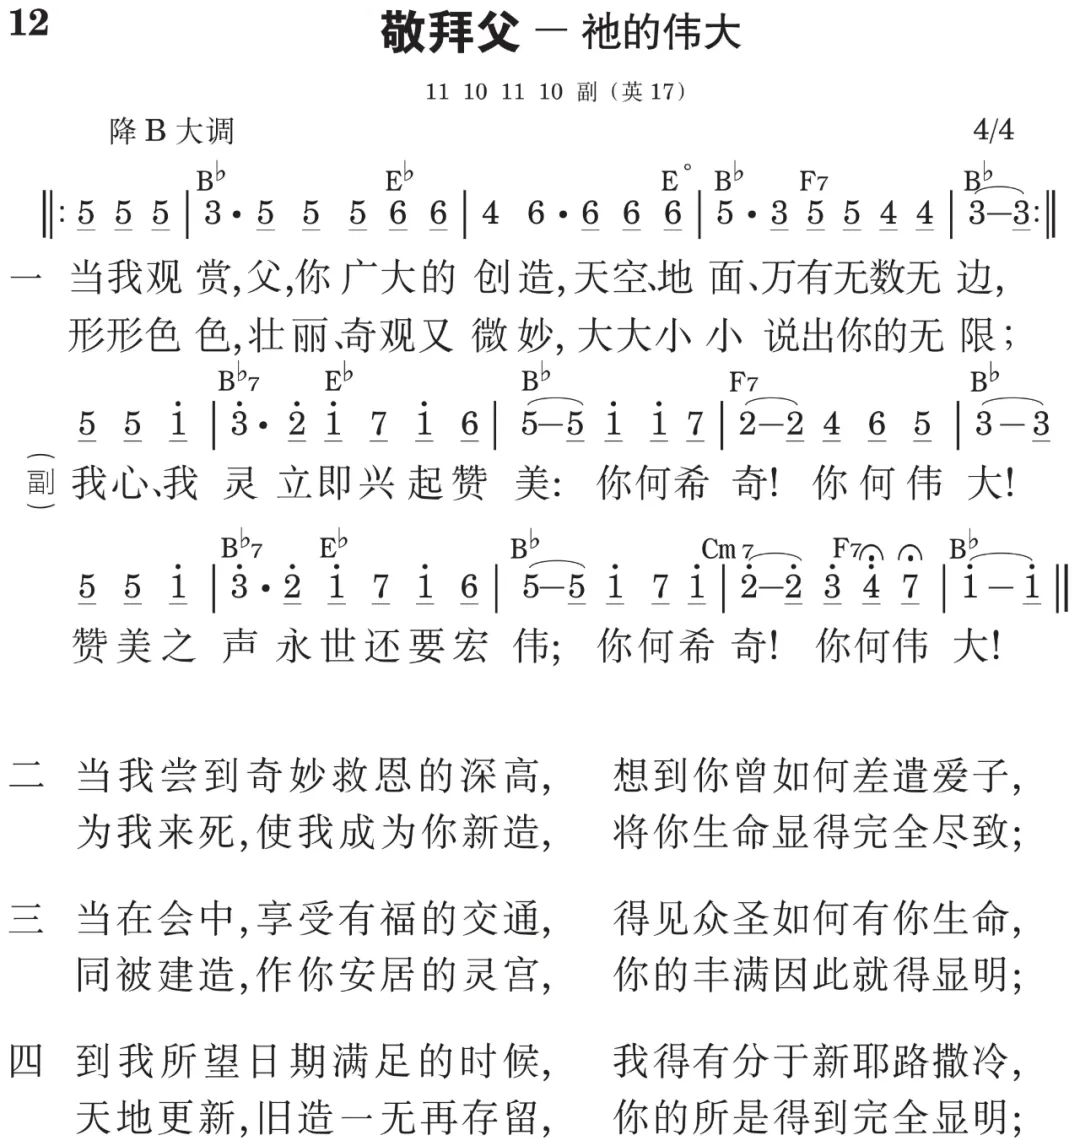 12 敬拜父－祂的伟大
11 10 11 10 副（英17）
降B大调 4/4
B♭ E♭ E° B♭ F7 B♭
‖: 5 5 5 | 3 · 5 5 5 6 6 | 4 6 · 6 6 6 | 5 · 3 5 5 4 4 | 3－3 :‖
一 当我观赏,父,你广大的创造,天空、地面、万有无数无边,
形形色色,壮丽、奇观又微妙,大大小小说出你的无限；
B♭7 E♭ B♭ F7 B♭
5 5 1̇ | 3̇ · 2̇ 1̇ 7 1̇ 6 | 5－5 1̇ 1̇ 7 | 2－2 4 6 5 | 3－3
（副）我心、我灵立即兴起赞美: 你何希奇! 你何伟大!
B♭7 E♭ B♭ Cm7 F7 B♭
5 5 1̇ | 3̇ · 2̇ 1̇ 7 1̇ 6 | 5－5 1̇ 7 1̇ | 2̇－2̇ 3̇ 4̇ 7 | 1̇－1̇ ‖
赞美之声永世还要宏伟; 你何希奇! 你何伟大!
二 当我尝到奇妙救恩的深高, 想到你曾如何差遣爱子,
为我来死,使我成为你新造, 将你生命显得完全尽致;
三 当在会中,享受有福的交通, 得见众圣如何有你生命,
同被建造,作你安居的灵宫, 你的丰满因此就得显明;
四 到我所望日期满足的时候, 我得有分于新耶路撒冷,
天地更新,旧造一无再存留, 你的所是得到完全显明;